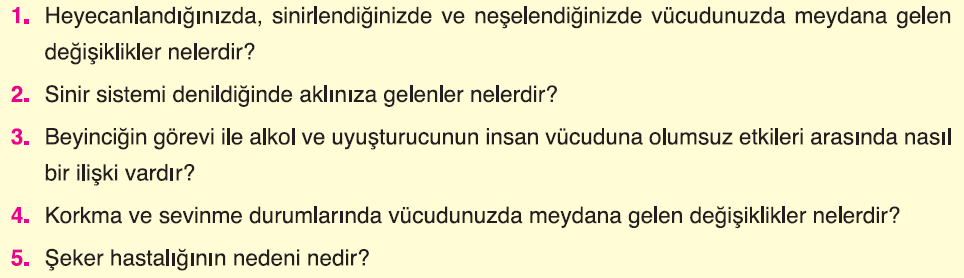 1. Heyecanlandığınızda, sinirlendiğinizde ve neşelendiğinizde vücudunuzda meydana gelen
değişiklikler nelerdir?
2. Sinir sistemi denildiğinde aklınıza gelenler nelerdir?
3. Beyinciğin görevi ile alkol ve uyuşturucunun insan vücuduna olumsuz etkileri arasında nasıl
bir ilişki vardır?
4. Korkma ve sevinme durumlarında vücudunuzda meydana gelen değişiklikler nelerdir?
5. Şeker hastalığının nedeni nedir?